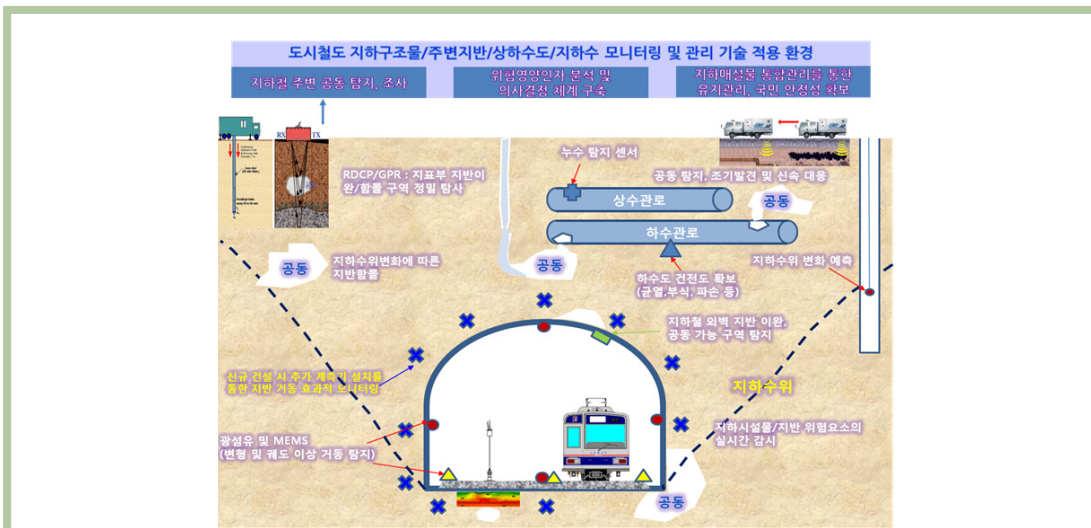 도시철도 지하구조물/주변지반/상하수도/지하수 모니터링 및 관리 기술 적용 환경
지하철 주변 공동 탐지, 조사
위험영양인자 분석 및
의사결정 체계 구축
지하매설물 통합관리를 통한
유지관리, 국민 안정성 확보
RX
TX
RDCP/GPR : 지표부 지반이
완/함몰 구역 정밀 탐사
누수 탐지 센서
공동 탐지, 조기발견 및 신속 대응
상수관로
공동
하수관로
공동
지하수위변화에 따른
지반함몰
공동
하수도 건전도 확보
(균열,부식, 파손 등)
지하수위 변화 예측
지하철 외벽 지반 이완,
공동 가능 구역 탐지
신규 건설 시 추가 계측기 설치를
통한 지반 거동 효과적 모니터링
지하수위
광섬유 및 MEMS
(변형 및 궤도 이상 거동 탐지)
지하시설물/지반 위험요소의
실시간 감시
공동